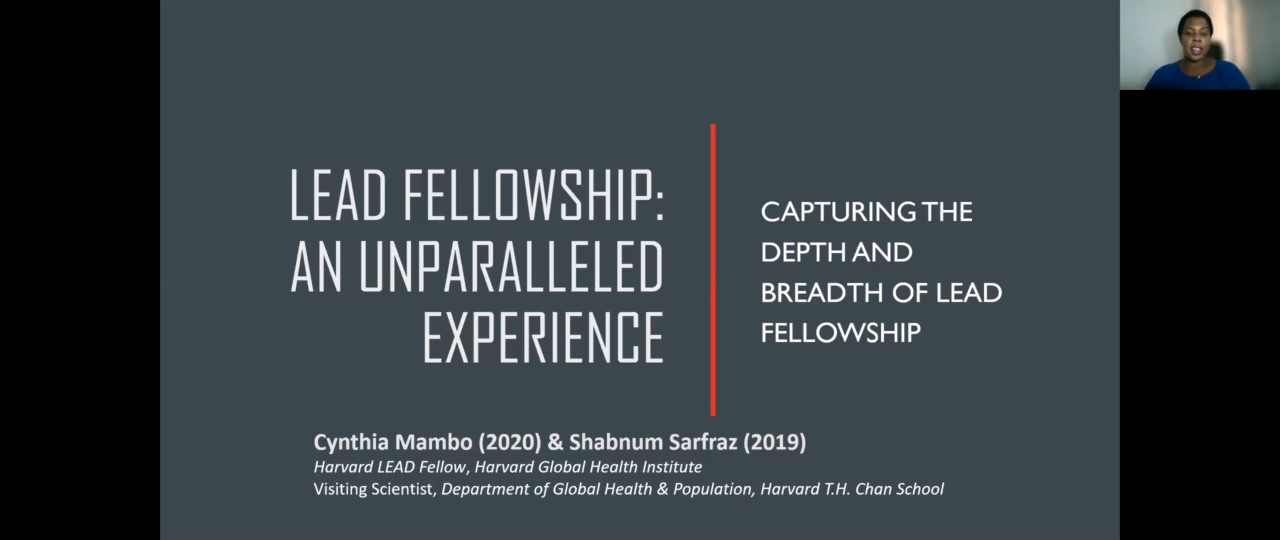 LEAD FELLOWSHIP:
AN UNPARALLELED
EXPERIENCE
CAPTURING THE
DEPTH AND
BREADTH OF LEAD
FELLOWSHIP
Cynthia Mambo (2020) & Shabnum Sarfraz (2019)
Harvard LEAD Fellow, Harvard Global Health Institute
Visiting Scientist, Department of Global Health & Population, Harvard T.H. Chan School